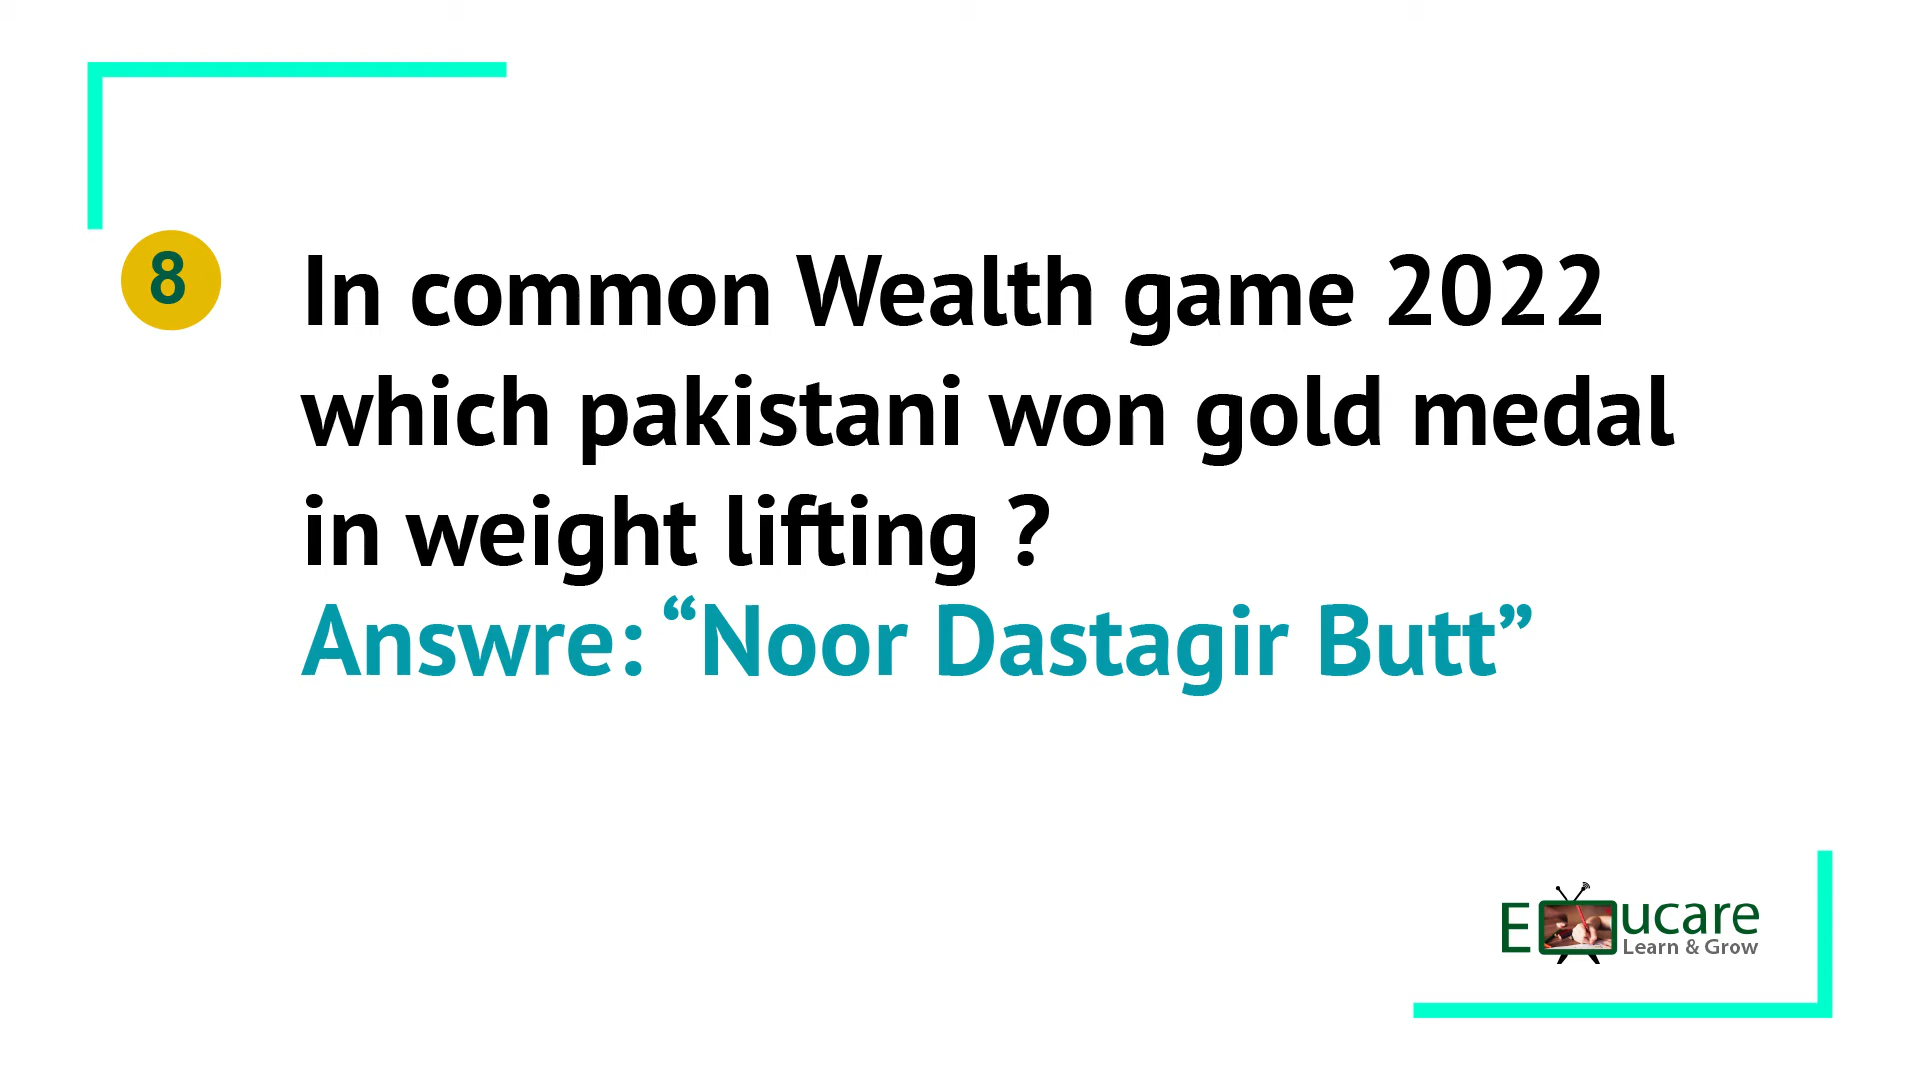 8
In common Wealth game 2022
which pakistani won gold medal
in weight lifting ?
Answre: “Noor Dastagir Butt”
E ucare
Learn & Grow